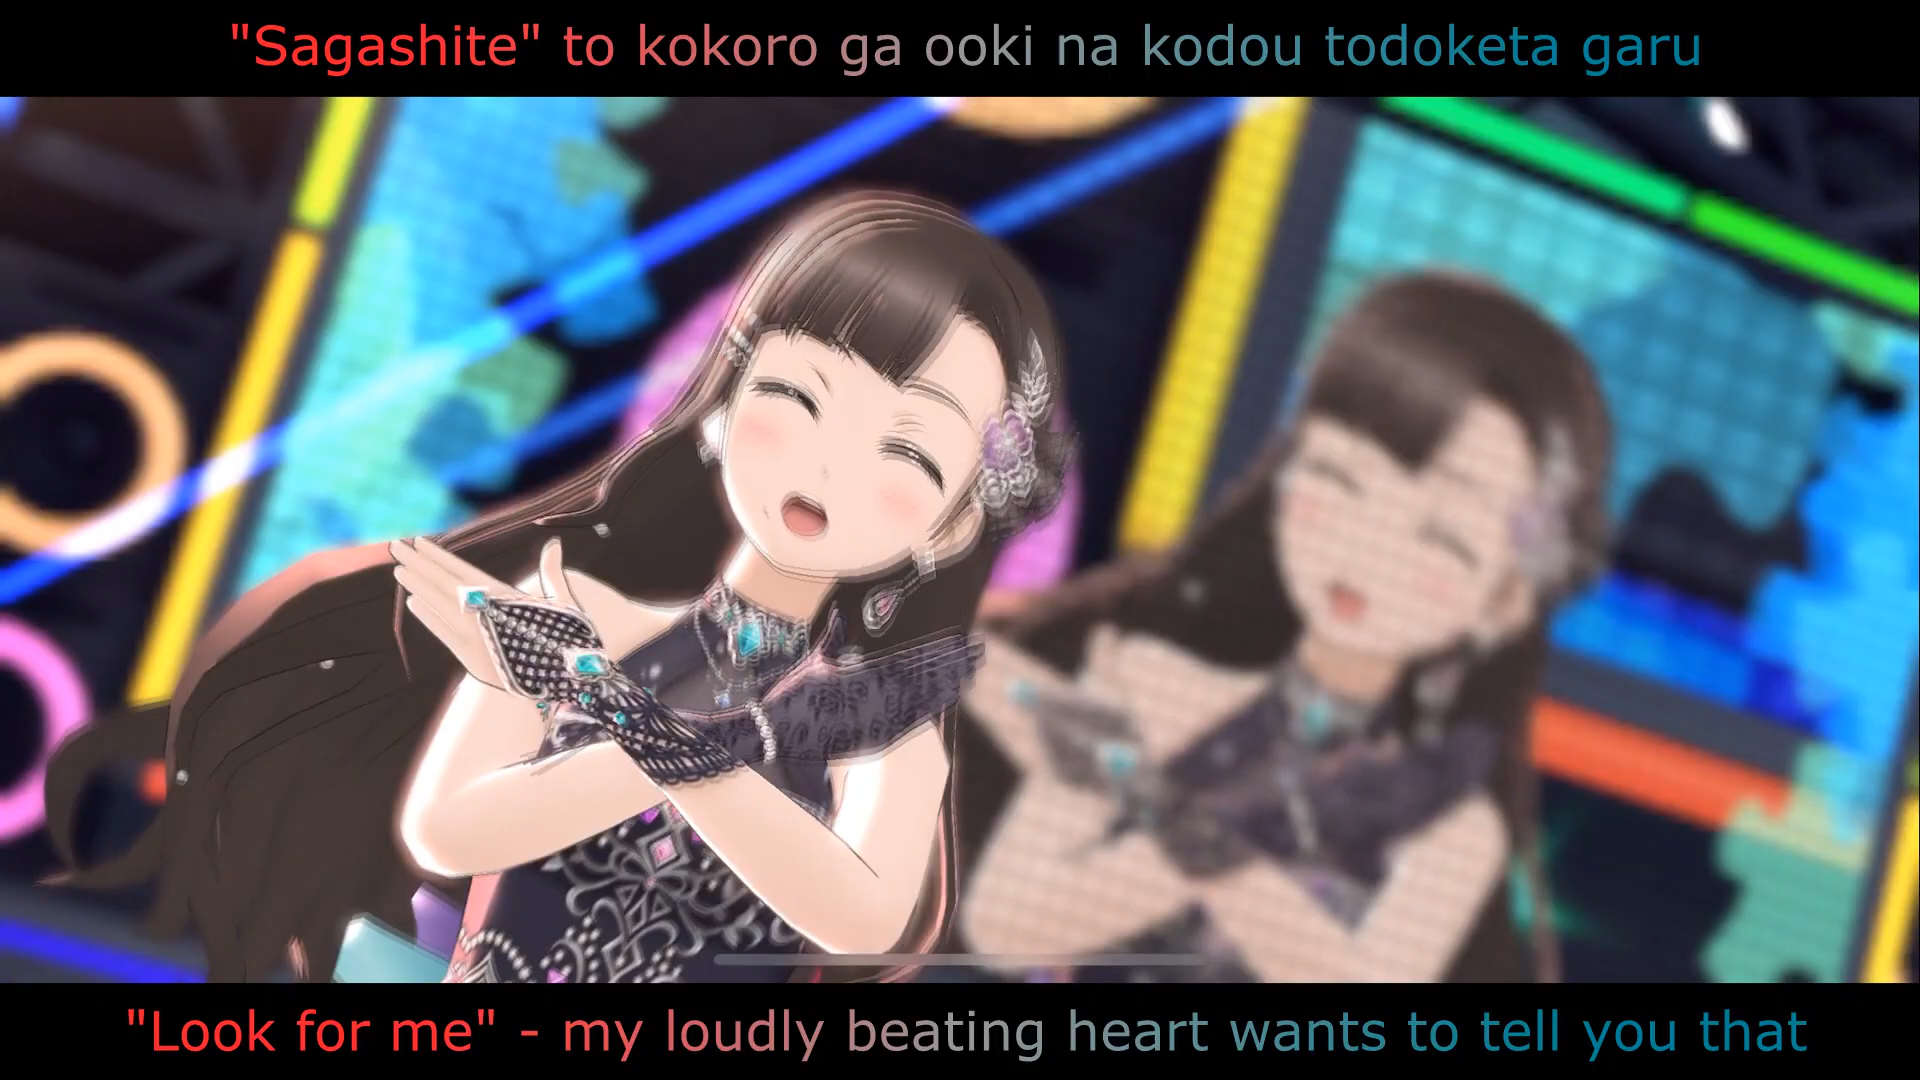 "Sagashite" to kokoro ga ooki na kodou todoketa garu
"Look for me" - my loudly beating heart wants to tell you that